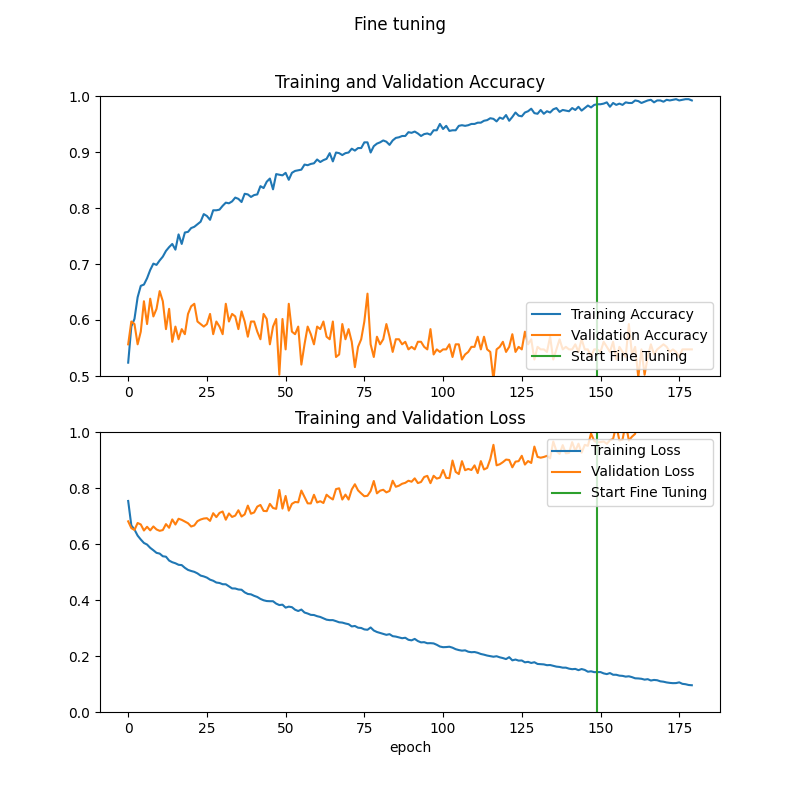 Fine tuning
Training and Validation Accuracy
1.0
0.9
0.8
0.7
0.6
0.5
Training Accuracy
Validation Accuracy
Start Fine Tuning
0 25 50 75 100 125 150 175
Training and Validation Loss
1.0
0.8
0.6
0.4
0.2
0.0
Training Loss
Validation Loss
Start Fine Tuning
0 25 50 75 100 125 150 175
epoch